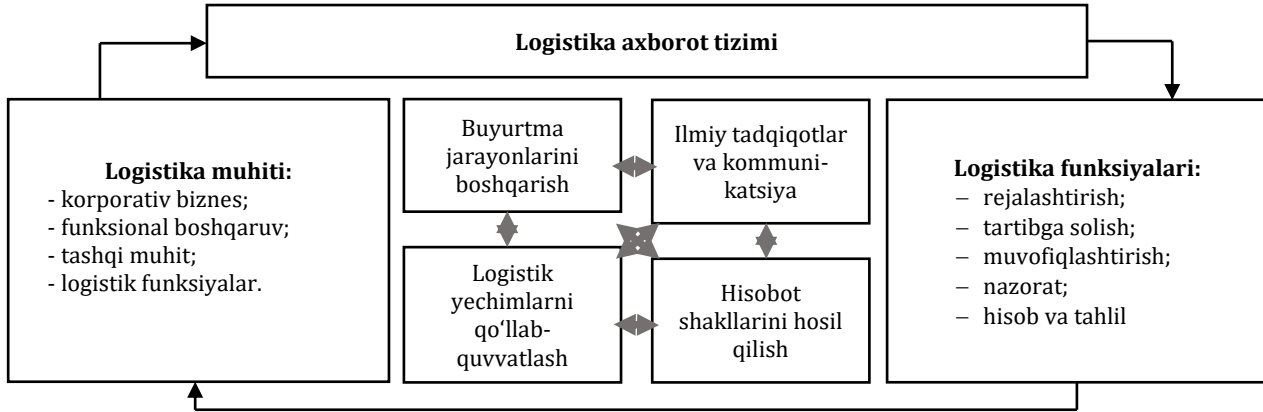 Logistika axborot tizimi
Logistika muhiti:
- korporativ biznes;
- funksional boshqaruv;
- tashqi muhit;
- logistik funksiyalar.
Buyurtma
jarayonlarini
boshqarish
Ilmiy tadqiqotlar
va kommuni-
katsiya
Logistik
yechimlarni
qo‘llab-
quvvatlash
Hisobot
shakllarini hosil
qilish
Logistika funksiyalari:
− rejalashtirish;
− tartibga solish;
− muvofiqlashtirish;
− nazorat;
− hisob va tahlil